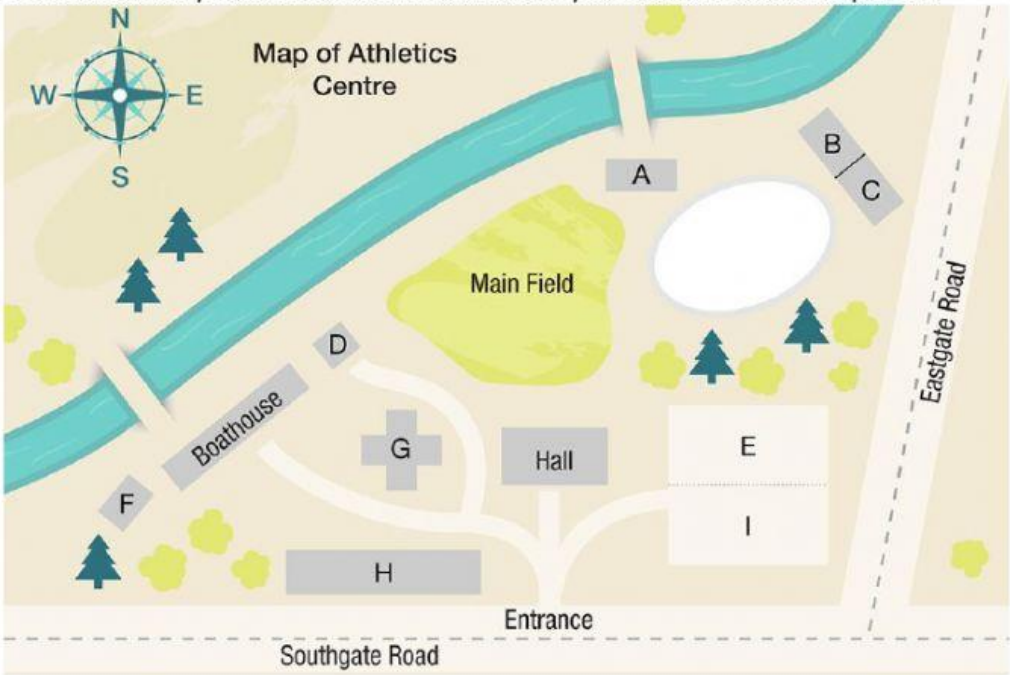 N
Map of Athletics
Centre
W
E
S
B
A
C
Main Field
Eastgate Road
D
Boathouse
G
Hall
E
F
I
H
Entrance
Southgate Road